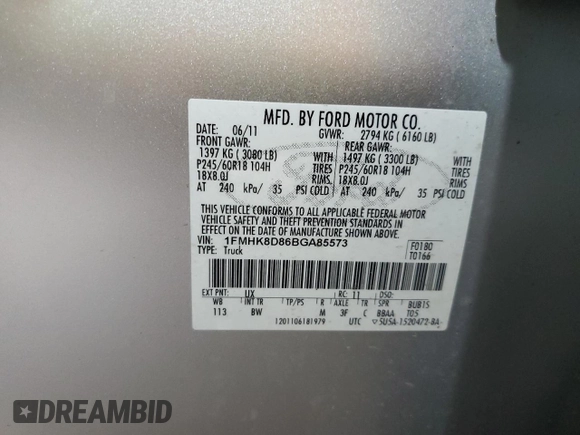 MFD. BY FORD MOTOR CO.
DATE: 06/11 GVWR: 2794 KG ( 6160 LB)
FRONT GAWR: REAR GAWR:
1397 KG ( 3080 LB) WITH 1497 KG ( 3300 LB) WITH
P245/60R18 104H TIRES P245/60R18 104H TIRES
18X8.0J RIMS 18X8.0J RIMS
AT 240 kPa/ 35 PSI COLD AT 240 kPa/ 35 PSI COLD
THIS VEHICLE CONFORMS TO ALL APPLICABLE FEDERAL MOTOR
VEHICLE SAFETY AND THEFT PREVENTION STANDARDS IN
EFFECT ON THE DATE OF MANUFACTURE SHOWN ABOVE.
VIN: 1FMHK8D86BGA85573 F0180
TYPE: Truck T0166
EXT PNT: UX RC: 11 DSO:
WB INT TR TP/PS R AXLE TR SPR BUB1S
113 BW M 3F C BBAA T05
1201106181979 UTC ▽5U5A-1520472-BA
DREAMBID